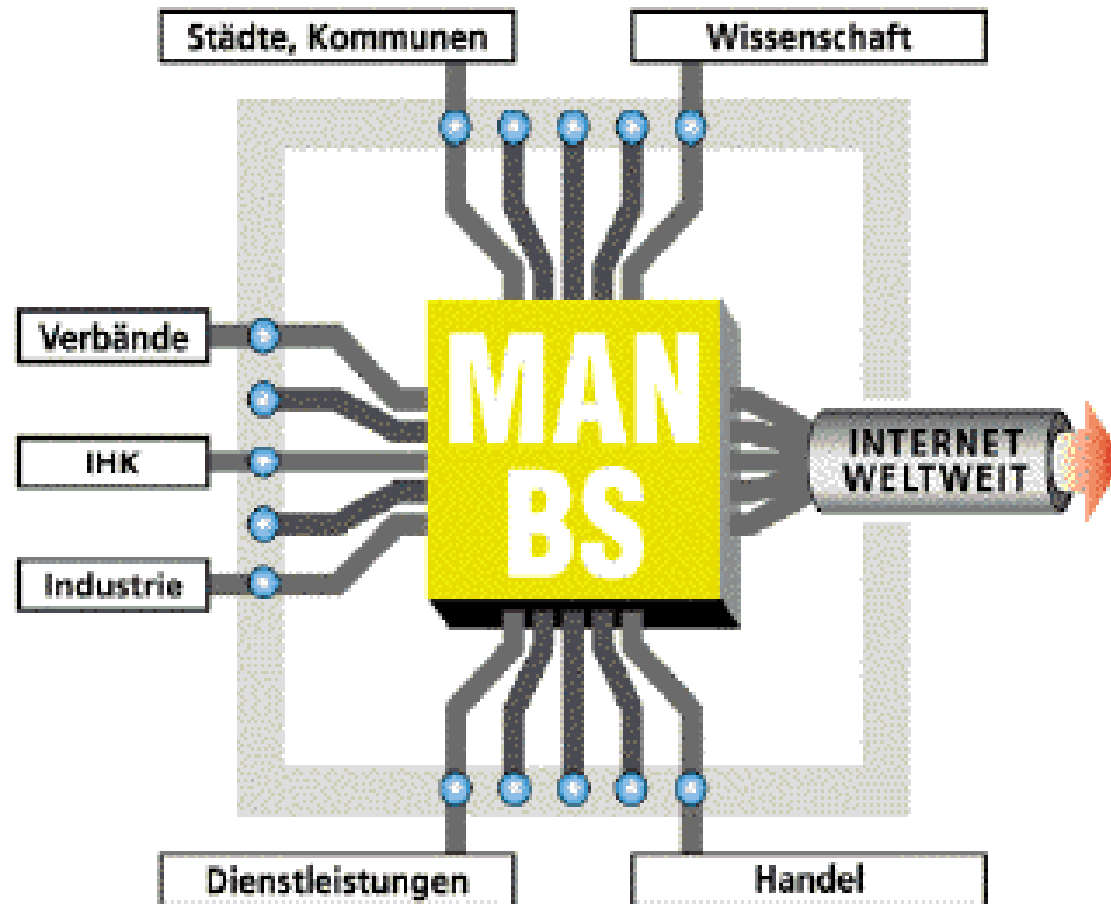 Städte, Kommunen
Wissenschaft
Verbände
IHK
Industrie
MAN
BS
INTERNET
WELTWEIT
Dienstleistungen
Handel